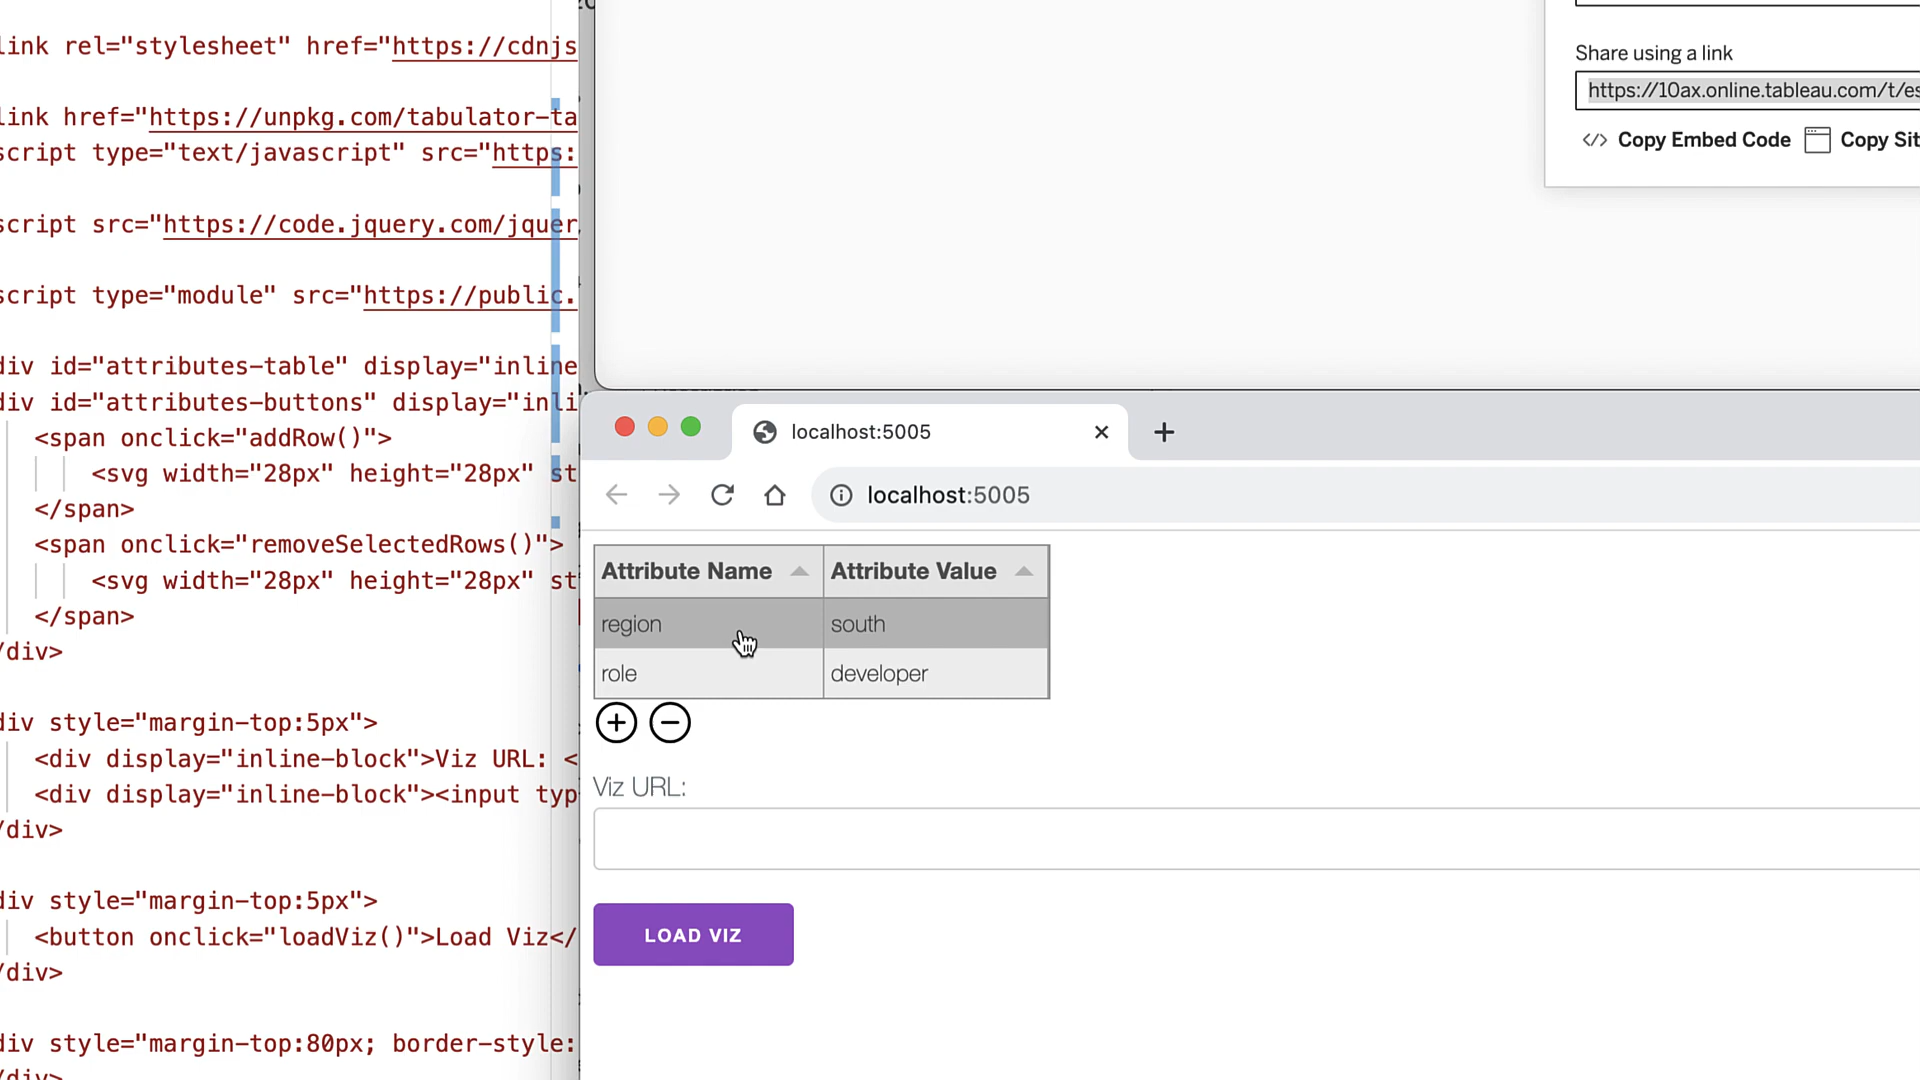 link rel="stylesheet" href="https://cdnjs
link href="https://unpkg.com/tabulator-ta
script type="text/javascript" src="https:
script src="https://code.jquery.com/jquer
script type="module" src="https://public.
div id="attributes-table" display="inline
div id="attributes-buttons" display="inli
<span onclick="addRow()">
<svg width="28px" height="28px" st
</span>
<span onclick="removeSelectedRows()">
<svg width="28px" height="28px" st
</span>
/div>
div style="margin-top:5px">
<div display="inline-block">Viz URL: <
<div display="inline-block"><input typ
/div>
div style="margin-top:5px">
<button onclick="loadViz()">Load Viz</
/div>
div style="margin-top:80px; border-style:
/div>
Share using a link
https://10ax.online.tableau.com/t/es
</> Copy Embed Code Copy Sit
localhost:5005
localhost:5005
Attribute Name Attribute Value
region south
role developer
Viz URL:
LOAD VIZ